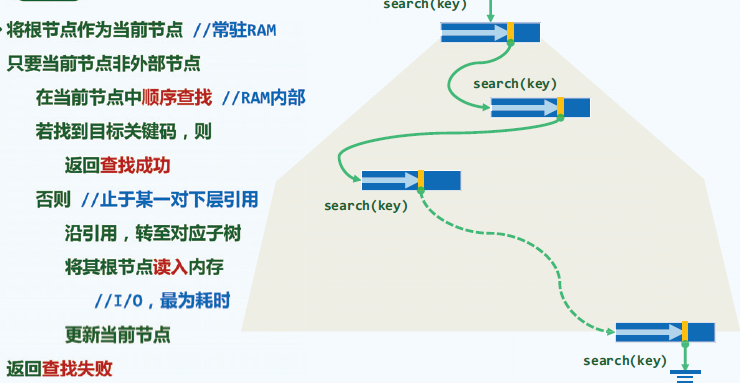 将根节点作为当前节点 //常驻RAM
只要当前节点非外部节点
在当前节点中顺序查找 //RAM内部
若找到目标关键码，则
返回查找成功
否则 //止于某一对下层引用
沿引用，转至对应子树
将其根节点读入内存
//I/O，最为耗时
更新当前节点
返回查找失败
search(key)
search(key)
search(key)
search(key)